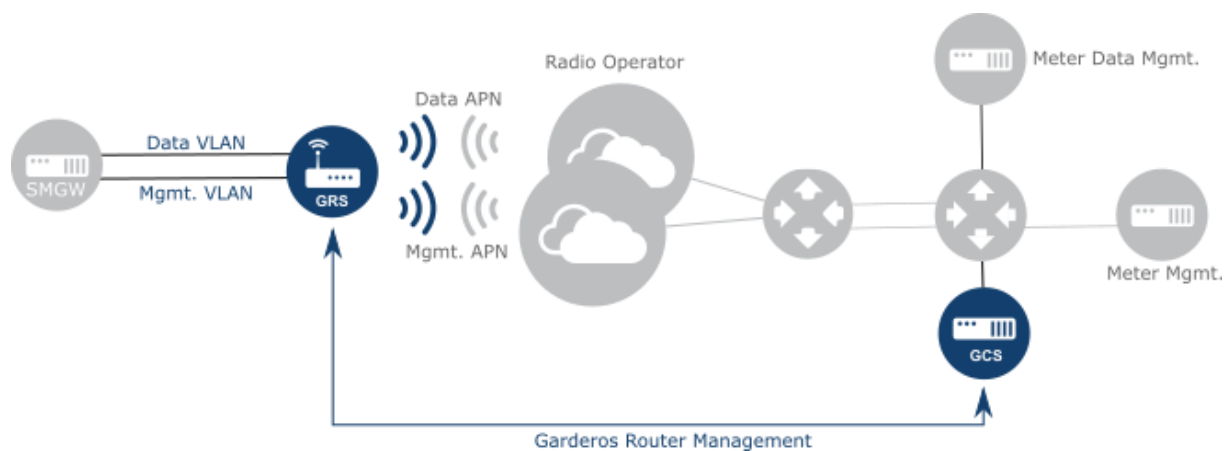 Radio Operator
Meter Data Mgmt.
Data APN
Data VLAN
SMGW
GRS
Mgmt. VLAN
Mgmt. APN
Meter Mgmt.
GCS
Garderos Router Management